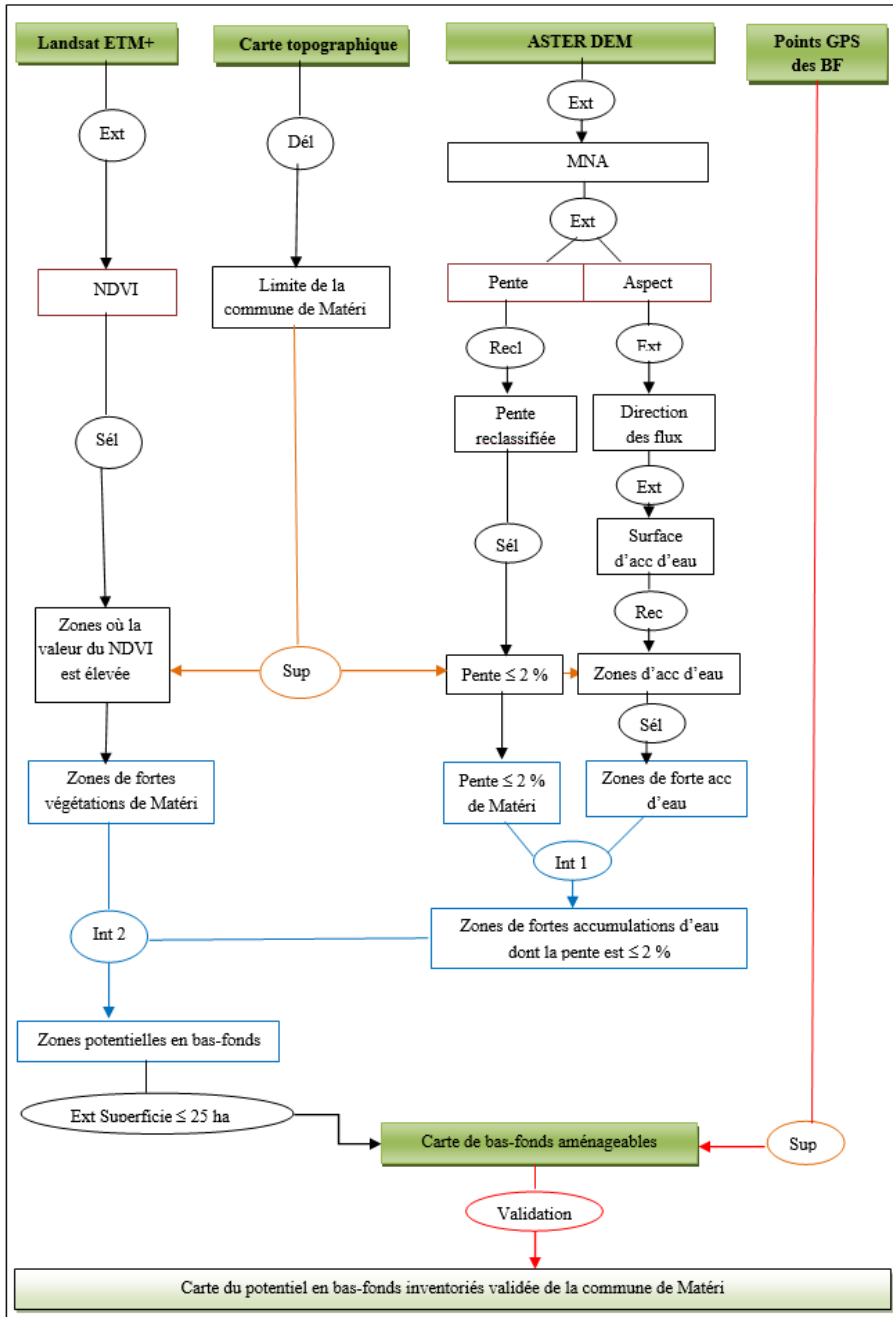 Landsat ETM+
Carte topographique
ASTER DEM
Points GPS
des BF
Ext
Dél
Ext
MNA
Ext
NDVI
Limite de la
commune de Matéri
Pente
Aspect
Recl
Ext
Pente
reclassifiée
Direction
des flux
Sél
Ext
Sél
Surface
d'acc d'eau
Rec
Zones où la
valeur du NDVI
est élevée
Sup
Pente ≤ 2 %
Zones d'acc d'eau
Sél
Zones de fortes
végétations de Matéri
Pente ≤ 2 %
de Matéri
Zones de forte acc
d'eau
Int 1
Int 2
Zones de fortes accumulations d'eau
dont la pente est ≤ 2 %
Zones potentielles en bas-fonds
Ext Superficie ≤ 25 ha
Carte de bas-fonds aménageables
Sup
Validation
Carte du potentiel en bas-fonds inventoriés validée de la commune de Matéri